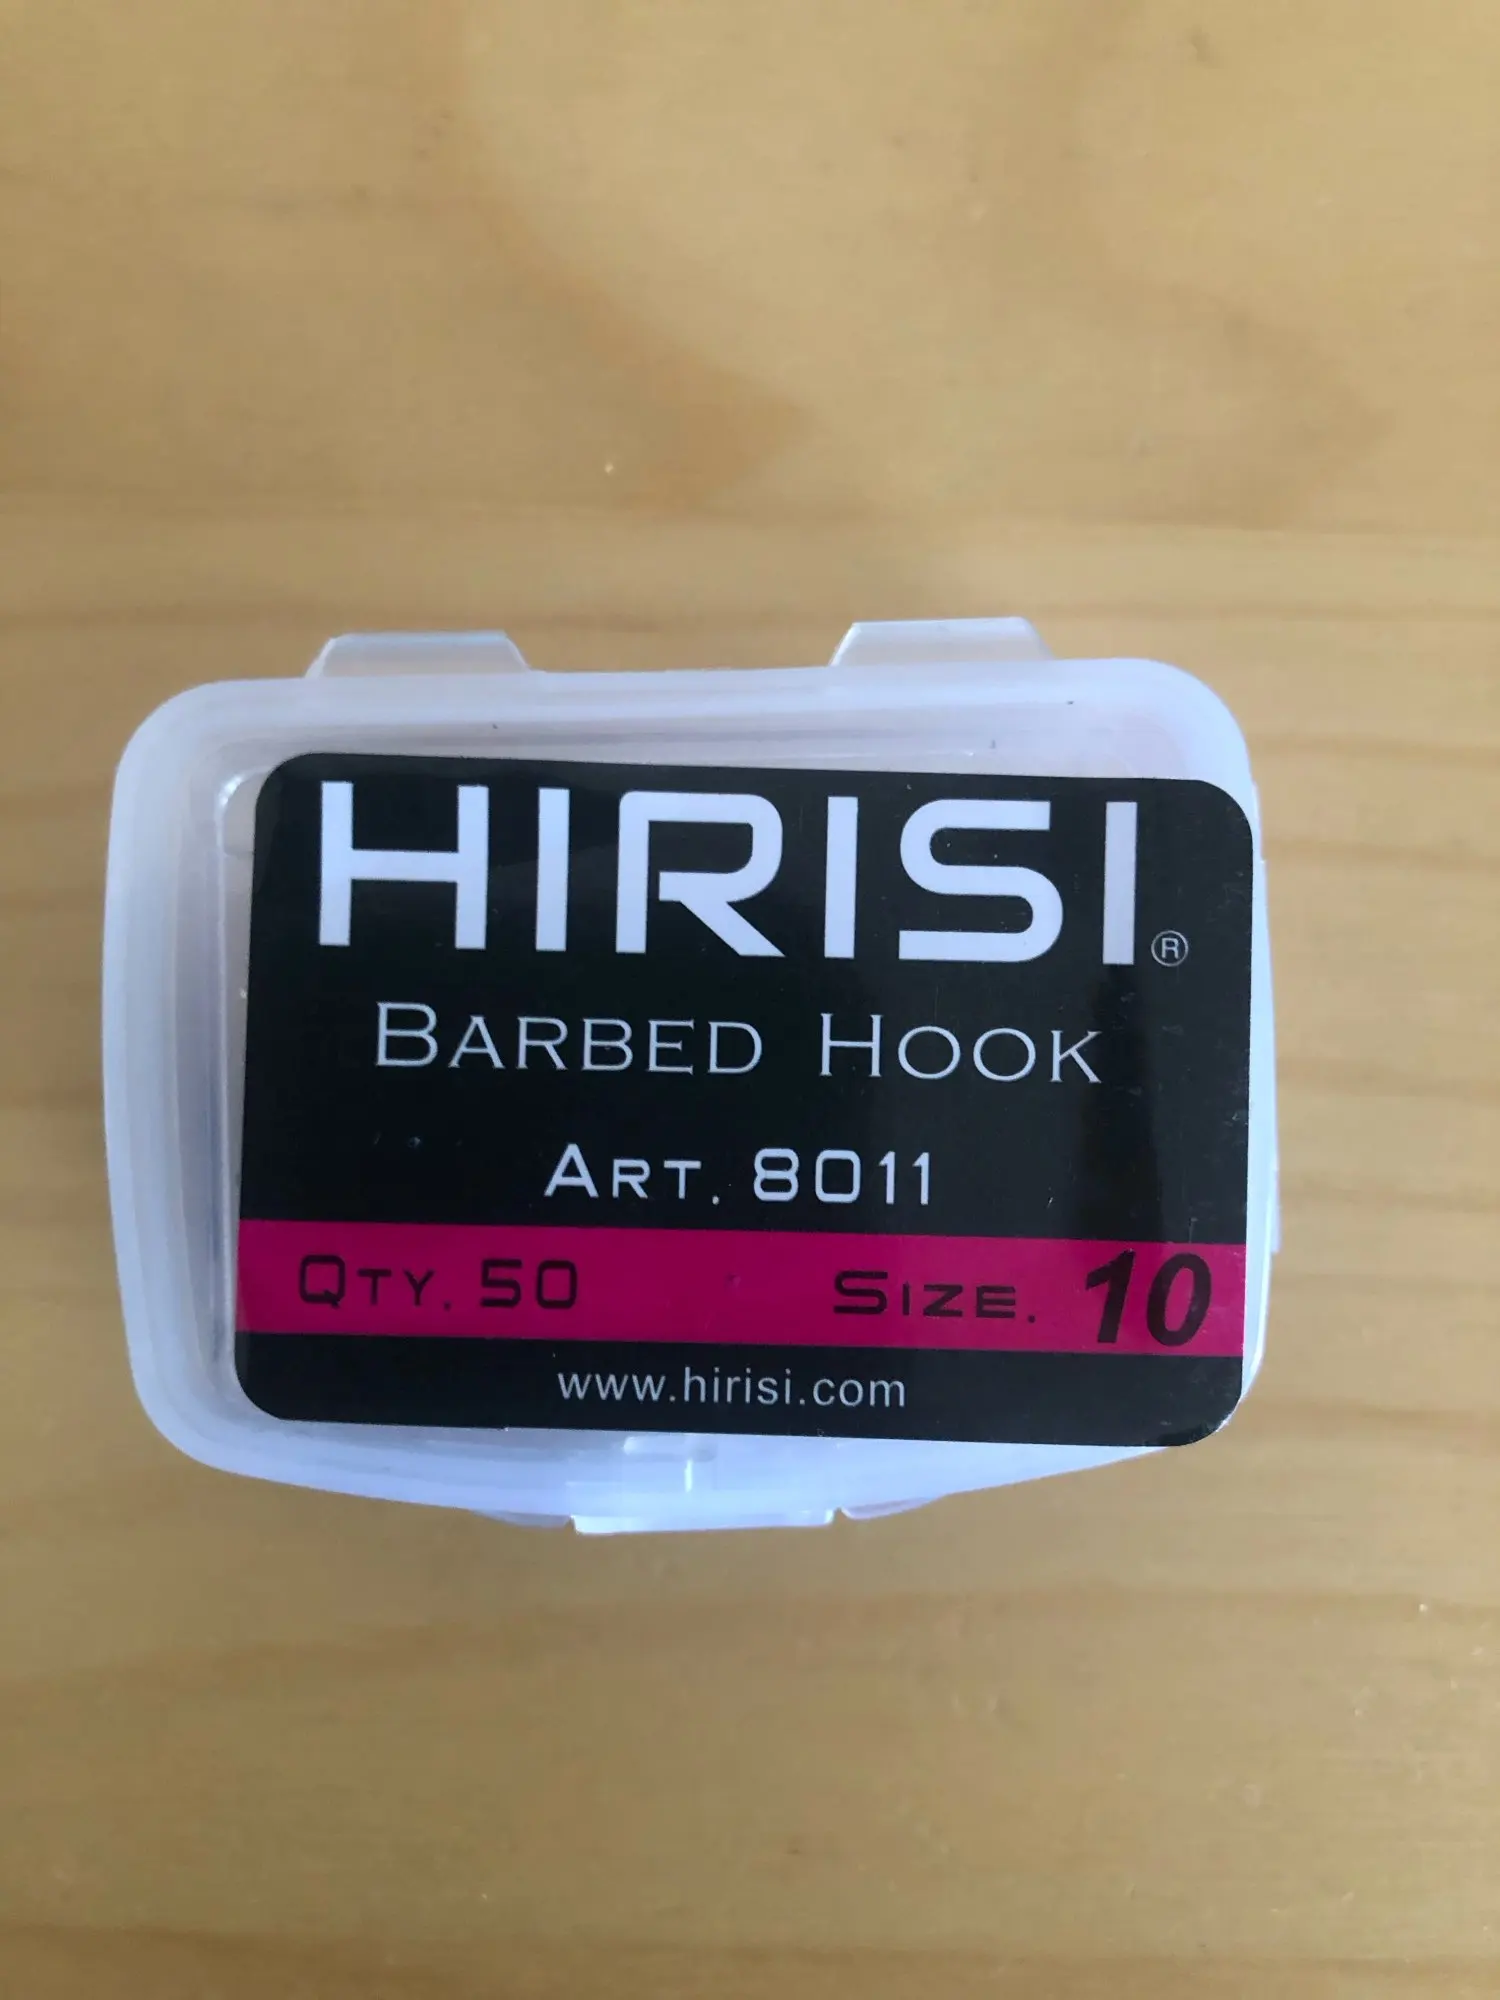 HIRISI®
BARBED HOOK
ART. 8011
QTY. 50 SIZE. 10
www.hirisi.com